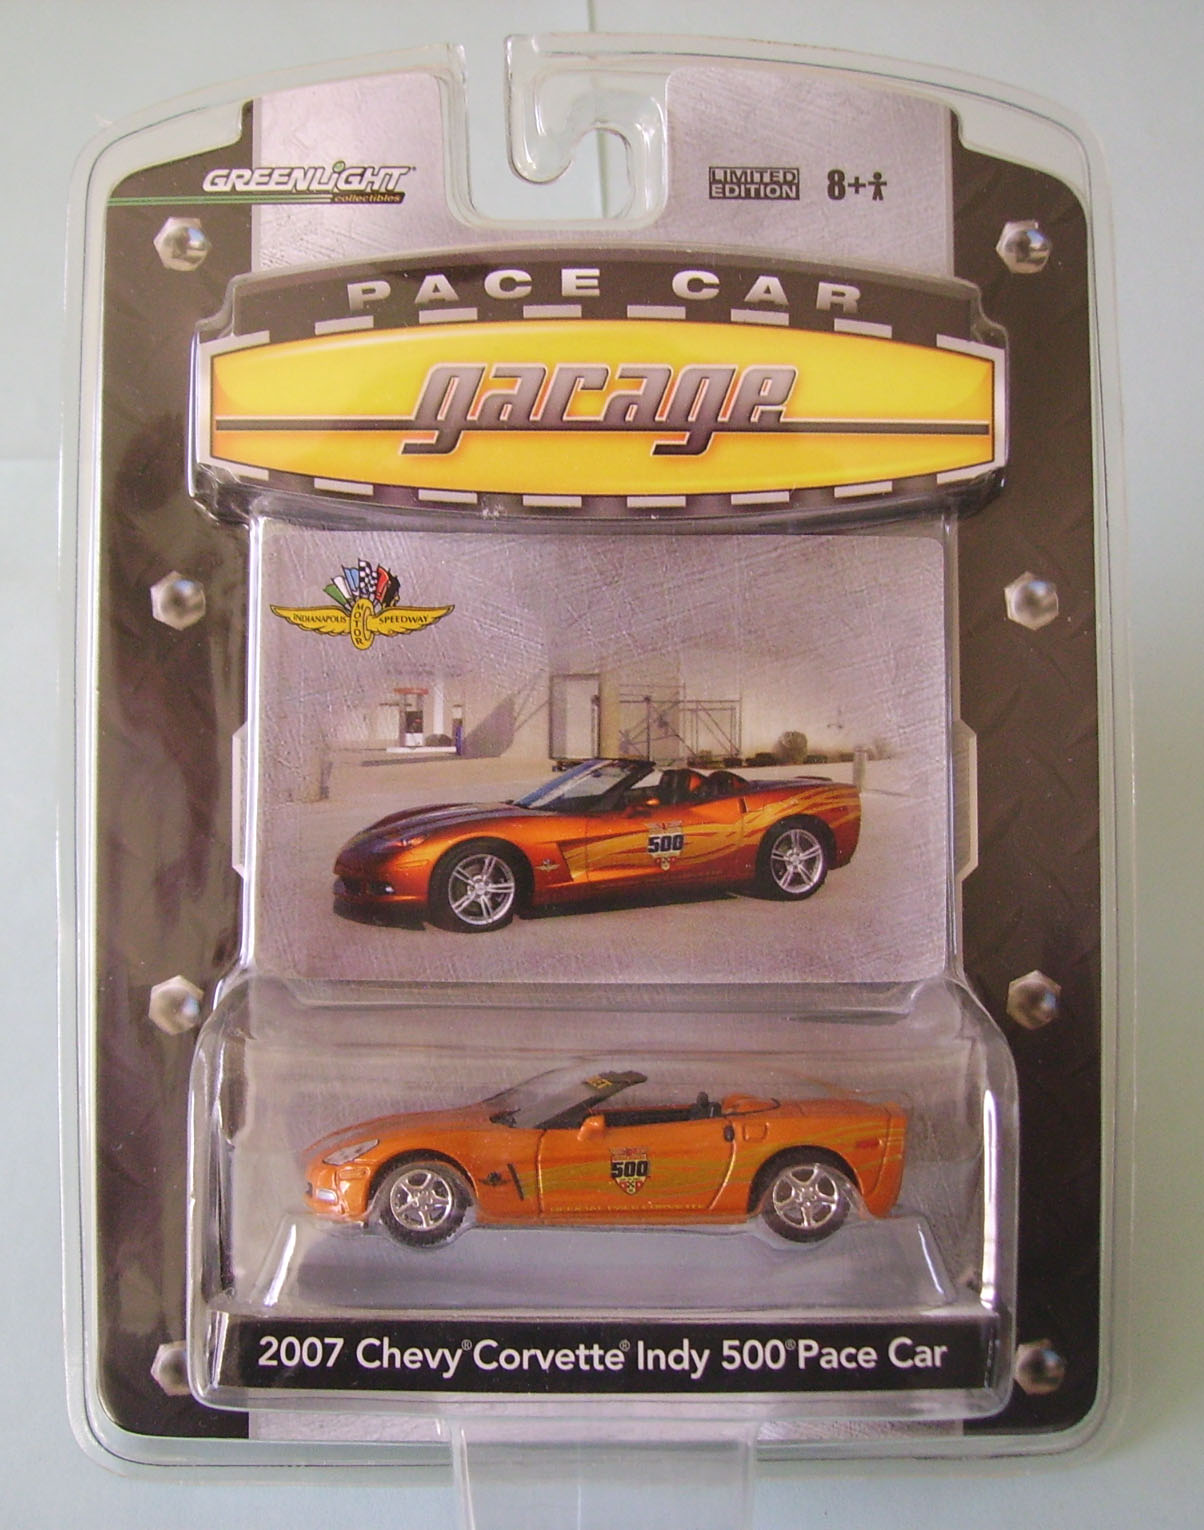 GREENLiGHT
collectibles
LIMITED
EDITION
8+
PACE CAR
garage
INDIANAPOLIS MOTOR SPEEDWAY
500
500
2007 Chevy® Corvette® Indy 500® Pace Car